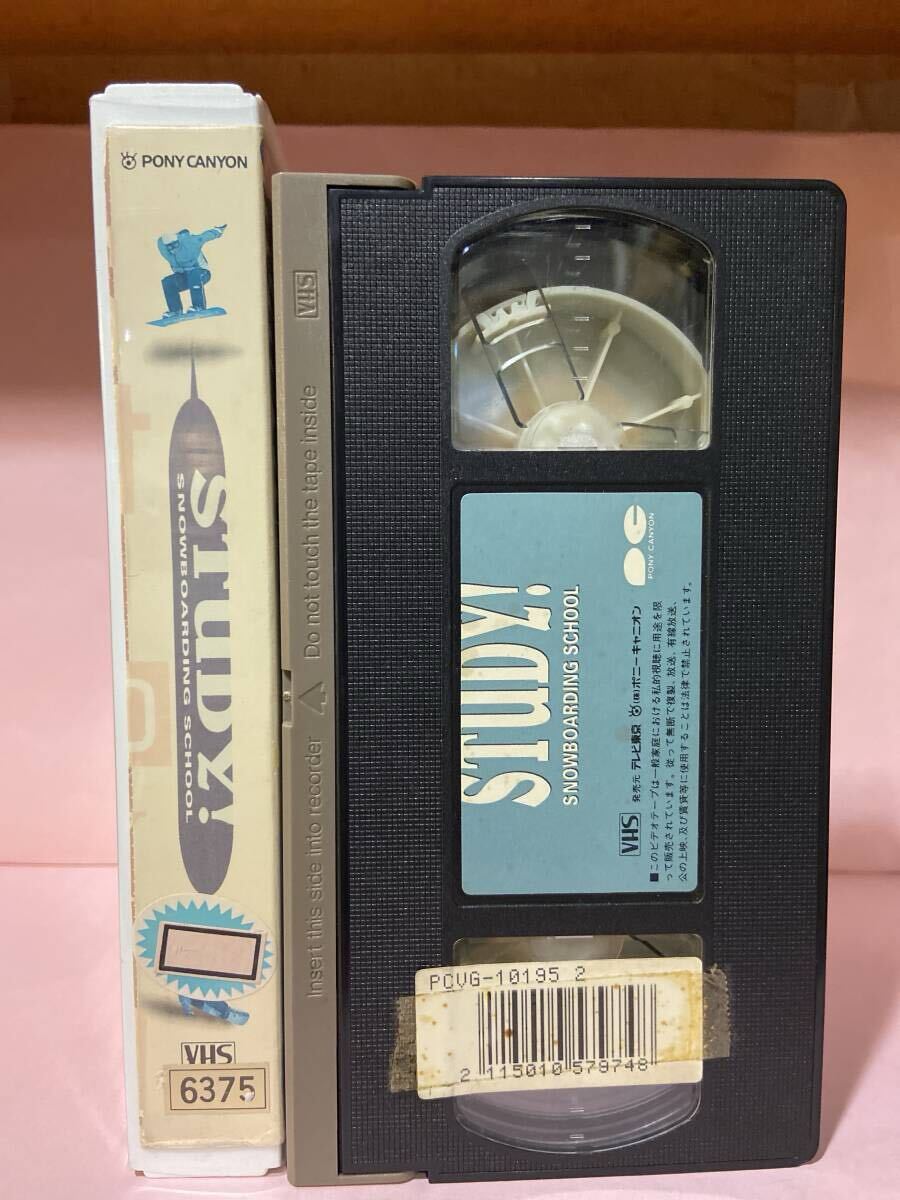 PONY CANYON
STUDY!
SNOWBOARDING SCHOOL
VHS
6375
VHS
Insert this side into recorder
Do not touch the tape inside
STUDY!
SNOWBOARDING SCHOOL
PONY CANYON
VHS 発売元 テレビ東京 (株)ポニーキャニオン
■このビデオテープは一般家庭における私的視聴に用途を限
って販売されています。従って無断で複製、放送、有線放送、
公の上映、及び賃貸等に使用することは法律で禁止されています。
PCVG-10195 2
2 115010 579748